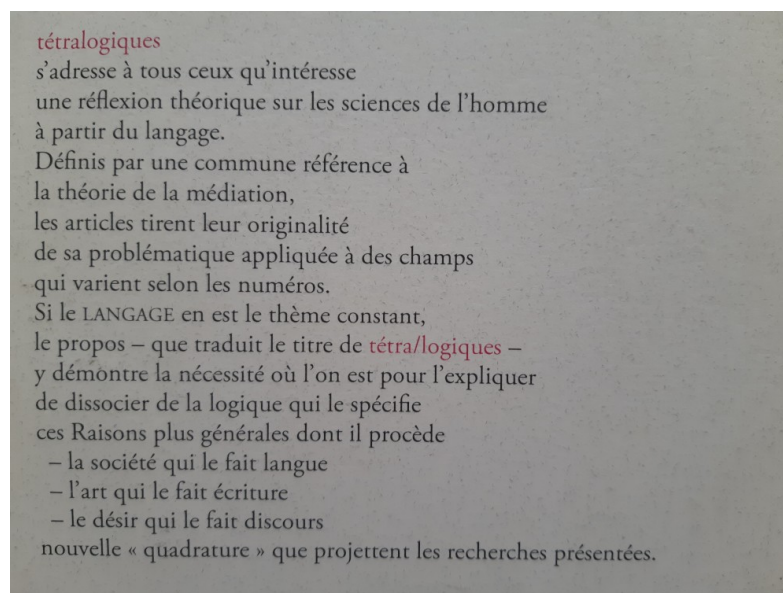 tétralogiques
s'adresse à tous ceux qu'intéresse
une réflexion théorique sur les sciences de l'homme
à partir du langage.
Définis par une commune référence à
la théorie de la médiation,
les articles tirent leur originalité
de sa problématique appliquée à des champs
qui varient selon les numéros.
Si le LANGAGE en est le thème constant,
le propos – que traduit le titre de tétra/logiques –
y démontre la nécessité où l'on est pour l'expliquer
de dissocier de la logique qui le spécifie
ces Raisons plus générales dont il procède
– la société qui le fait langue
– l'art qui le fait écriture
– le désir qui le fait discours
nouvelle « quadrature » que projettent les recherches présentées.